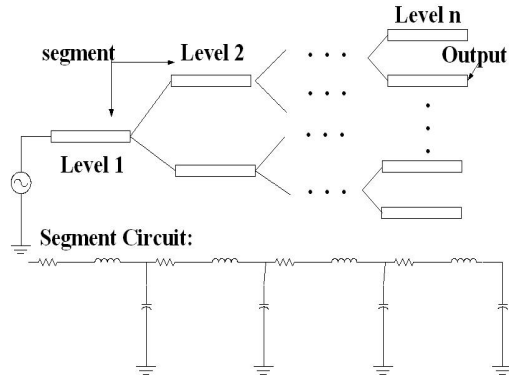 Level n
segment
Level 2
Output
Level 1
Segment Circuit: